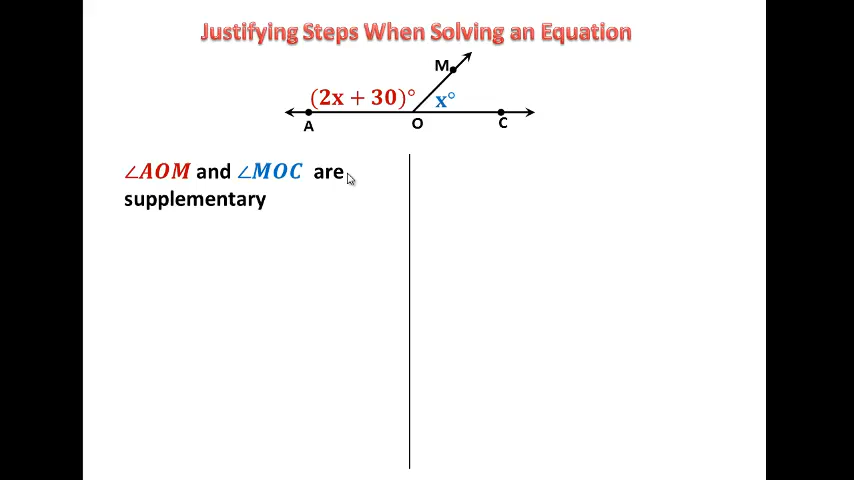 Justifying Steps When Solving an Equation
M
(2x + 30)° x°
A O C
∠AOM and ∠MOC are
supplementary